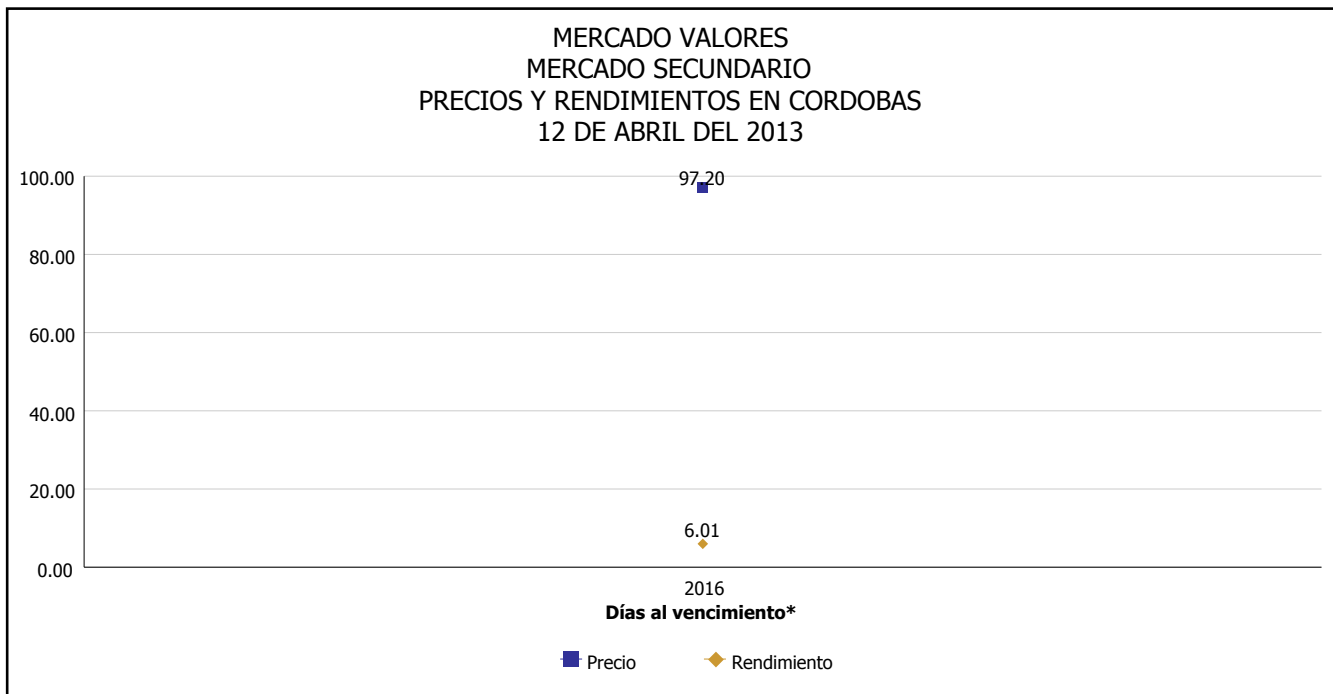 MERCADO VALORES
MERCADO SECUNDARIO
PRECIOS Y RENDIMIENTOS EN CORDOBAS
12 DE ABRIL DEL 2013
100.00
97.20
80.00
60.00
40.00
20.00
6.01
0.00
2016
Días al vencimiento*
Precio Rendimiento